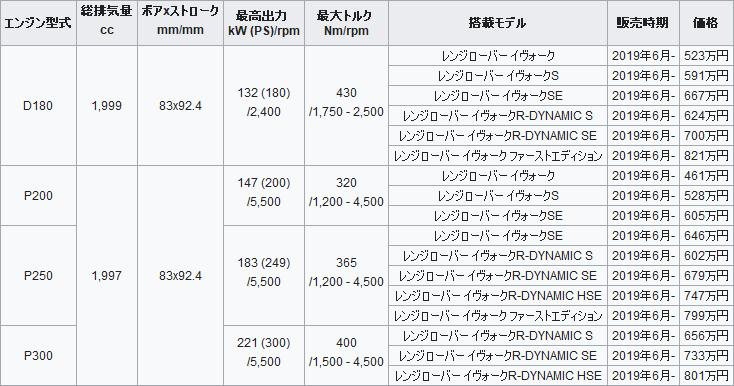 エンジン型式 総排気量 cc ボアxストローク mm/mm 最高出力 kW (PS)/rpm 最大トルク Nm/rpm 搭載モデル 販売時期 価格
D180 1,999 83x92.4 132 (180) /2,400 430 /1,750 - 2,500 レンジローバー イヴォーク 2019年6月- 523万円
レンジローバー イヴォークS 2019年6月- 591万円
レンジローバー イヴォークSE 2019年6月- 667万円
レンジローバー イヴォークR-DYNAMIC S 2019年6月- 624万円
レンジローバー イヴォークR-DYNAMIC SE 2019年6月- 700万円
レンジローバー イヴォーク ファーストエディション 2019年6月- 821万円
P200 1,997 83x92.4 147 (200) /5,500 320 /1,200 - 4,500 レンジローバー イヴォーク 2019年6月- 461万円
レンジローバー イヴォークS 2019年6月- 528万円
レンジローバー イヴォークSE 2019年6月- 605万円
P250 183 (249) /5,500 365 /1,200 - 4,500 レンジローバー イヴォークSE 2019年6月- 646万円
レンジローバー イヴォークR-DYNAMIC S 2019年6月- 602万円
レンジローバー イヴォークR-DYNAMIC SE 2019年6月- 679万円
レンジローバー イヴォークR-DYNAMIC HSE 2019年6月- 747万円
レンジローバー イヴォーク ファーストエディション 2019年6月- 799万円
P300 221 (300) /5,500 400 /1,500 - 4,500 レンジローバー イヴォークR-DYNAMIC S 2019年6月- 656万円
レンジローバー イヴォークR-DYNAMIC SE 2019年6月- 733万円
レンジローバー イヴォークR-DYNAMIC HSE 2019年6月- 801万円